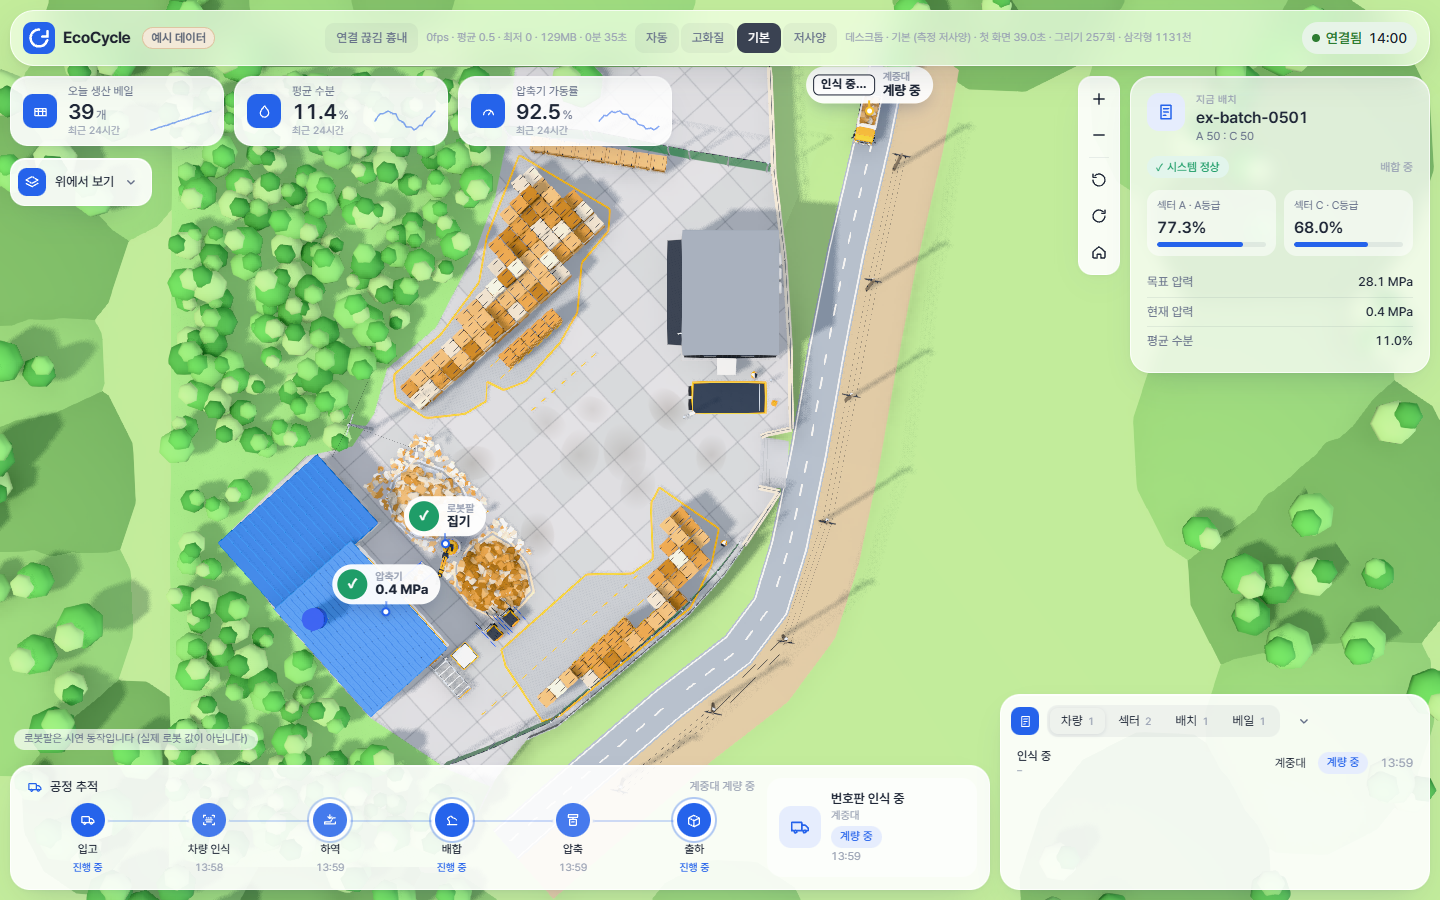 EcoCycle
예시 데이터
연결 끊김 흉내
0fps · 평균 0.5 · 최저 0 · 129MB · 0분 35초
자동
고화질
기본
저사양
데스크톱 · 기본 (측정 저사양) · 첫 화면 39.0초 · 그리기 257회 · 삼각형 1131천
연결됨 14:00
오늘 생산 베일
39개
최근 24시간
평균 수분
11.4%
최근 24시간
압축기 가동률
92.5%
최근 24시간
위에서 보기
인식 중...
계중대
계량 중
지금 배치
ex-batch-0501
A 50 : C 50
✓ 시스템 정상
배합 중
섹터 A · A등급
77.3%
섹터 C · C등급
68.0%
목표 압력 28.1 MPa
현재 압력 0.4 MPa
평균 수분 11.0%
로봇팔
집기
압축기
0.4 MPa
로봇팔은 시연 동작입니다 (실제 로봇 값이 아닙니다)
공정 추적
계중대 계량 중
입고
진행 중
차량 인식
13:58
하역
13:59
배합
진행 중
압축
13:59
출하
진행 중
번호판 인식 중
계중대
계량 중
13:59
차량 1
섹터 2
배치 1
베일 1
인식 중
–
계중대
계량 중
13:59